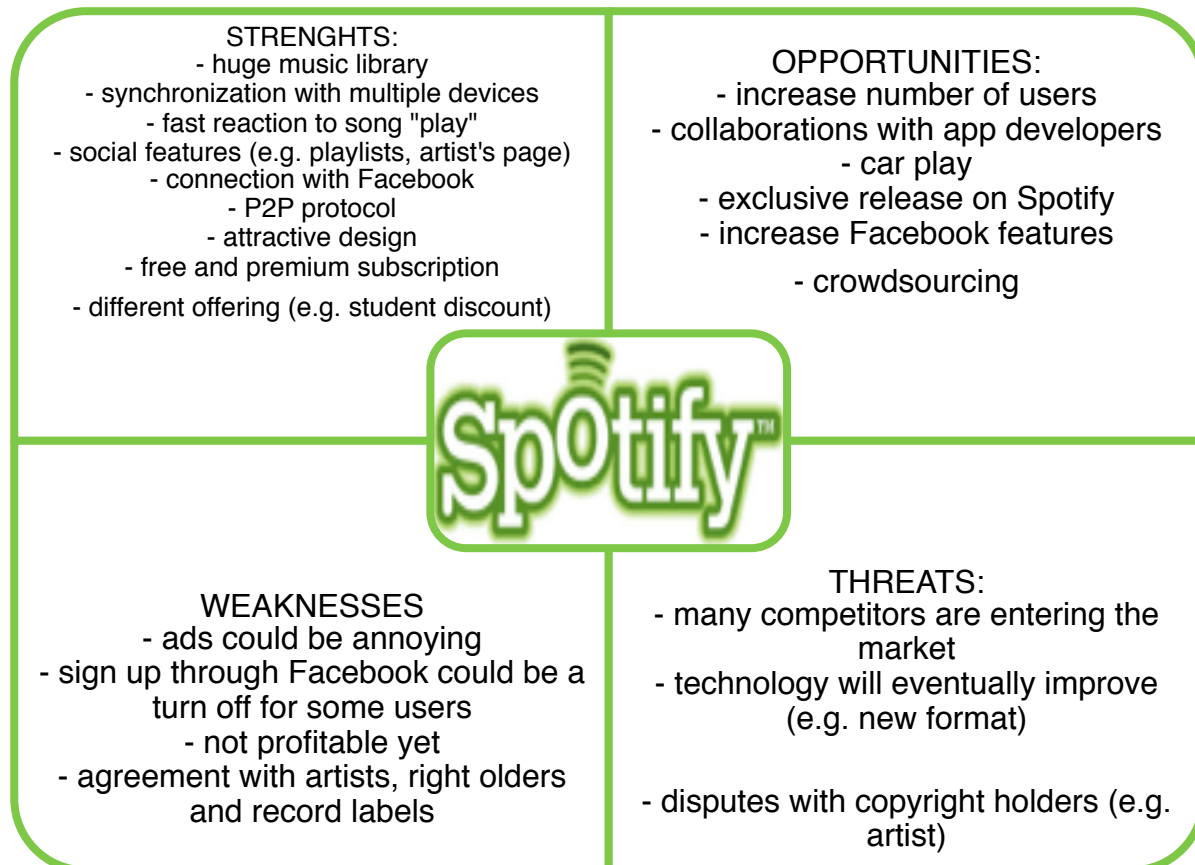 STRENGHTS:
- huge music library
- synchronization with multiple devices
- fast reaction to song "play"
- social features (e.g. playlists, artist's page)
- connection with Facebook
- P2P protocol
- attractive design
- free and premium subscription
- different offering (e.g. student discount)
OPPORTUNITIES:
- increase number of users
- collaborations with app developers
- car play
- exclusive release on Spotify
- increase Facebook features
- crowdsourcing
Spotify™
WEAKNESSES
- ads could be annoying
- sign up through Facebook could be a
turn off for some users
- not profitable yet
- agreement with artists, right olders
and record labels
THREATS:
- many competitors are entering the
market
- technology will eventually improve
(e.g. new format)
- disputes with copyright holders (e.g.
artist)